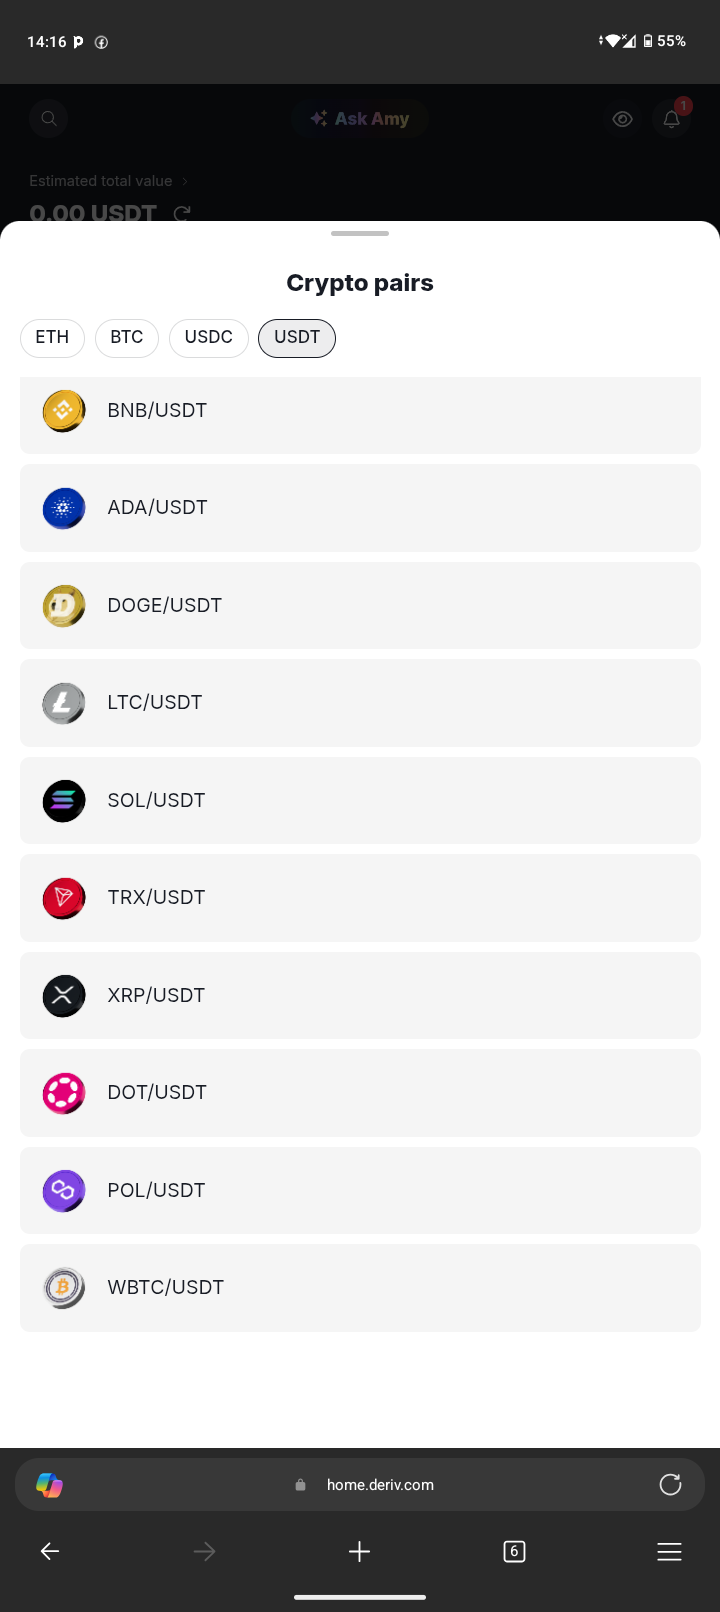 14:16
55%
Ask Amy
1
Estimated total value
0.00 USDT
Crypto pairs
ETH BTC USDC USDT
BNB/USDT
ADA/USDT
DOGE/USDT
LTC/USDT
SOL/USDT
TRX/USDT
XRP/USDT
DOT/USDT
POL/USDT
WBTC/USDT
home.deriv.com
6